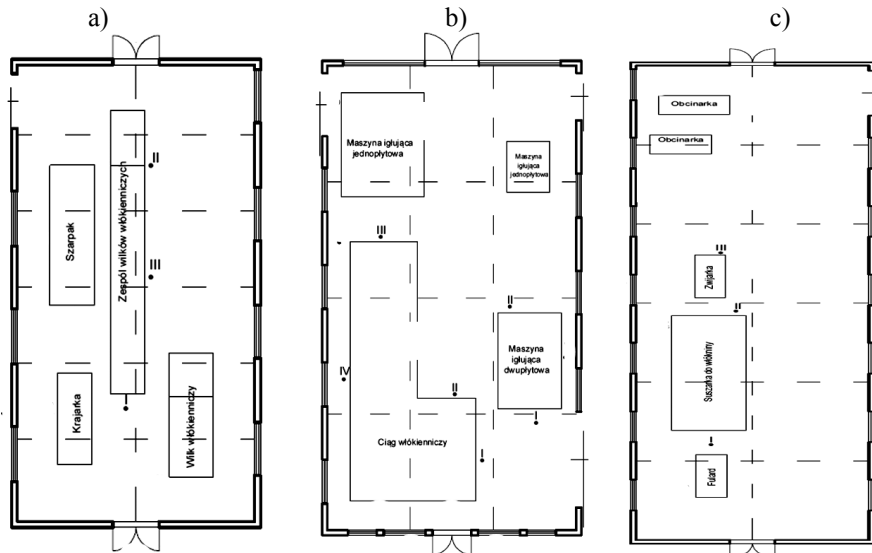 a)
b)
c)
Szarpak
Zespół wilków włókienniczych
II
III
I
Krajarka
Wilk włókienniczy
Maszyna
igłująca
jednopłytowa
Maszyna
igłująca
jednopłytowa
III
II
Maszyna
igłująca
dwupłytowa
IV
II
I
Ciąg włókienniczy
I
Obcinarka
Obcinarka
III
Zwijarka
II
Suszarka do włókniny
I
Fulard